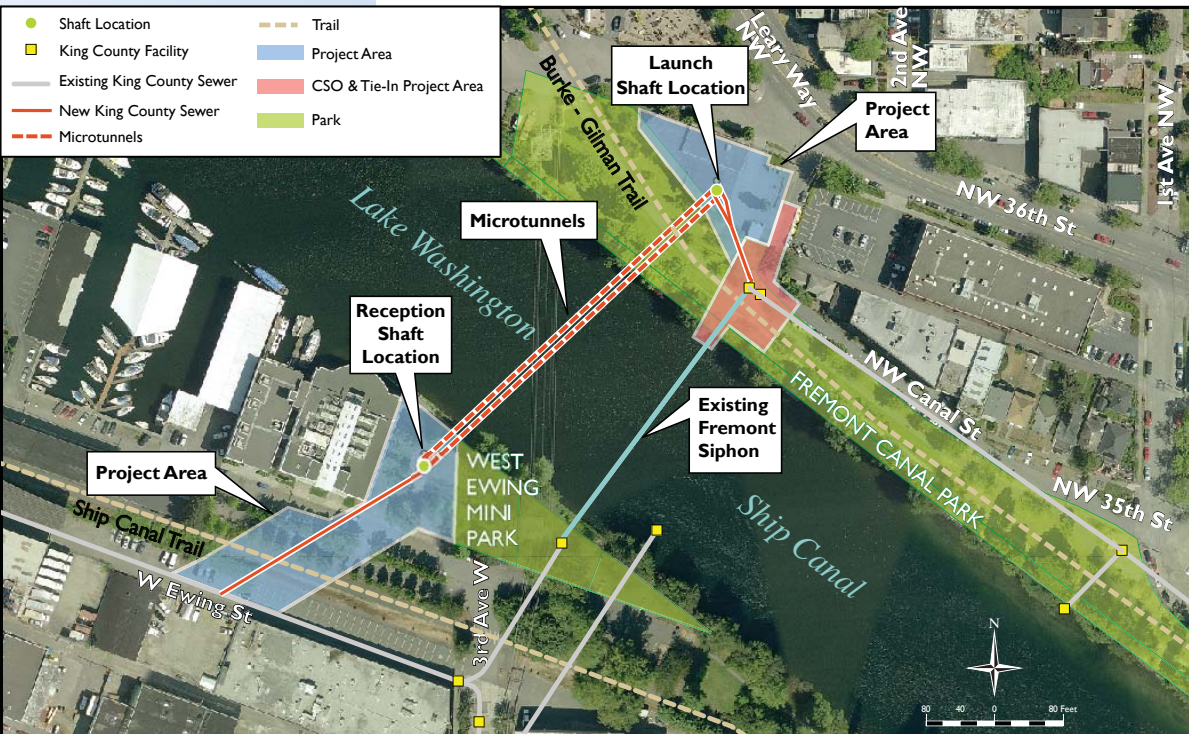 Shaft Location
King County Facility
Existing King County Sewer
New King County Sewer
Microtunnels
Trail
Project Area
CSO & Tie-In Project Area
Park
Launch
Shaft Location
Leary Way
NW
2nd Ave
NW
1st Ave NW
Project
Area
Burke - Gilman Trail
NW 36th St
Lake Washington
Microtunnels
Reception
Shaft
Location
NW Canal St
FREMONT CANAL PARK
Existing
Fremont
Siphon
NW 35th St
Project Area
WEST
EWING
MINI
PARK
Ship Canal
Ship Canal Trail
W Ewing St
3rd Ave W
N
80 40 0 80 Feet